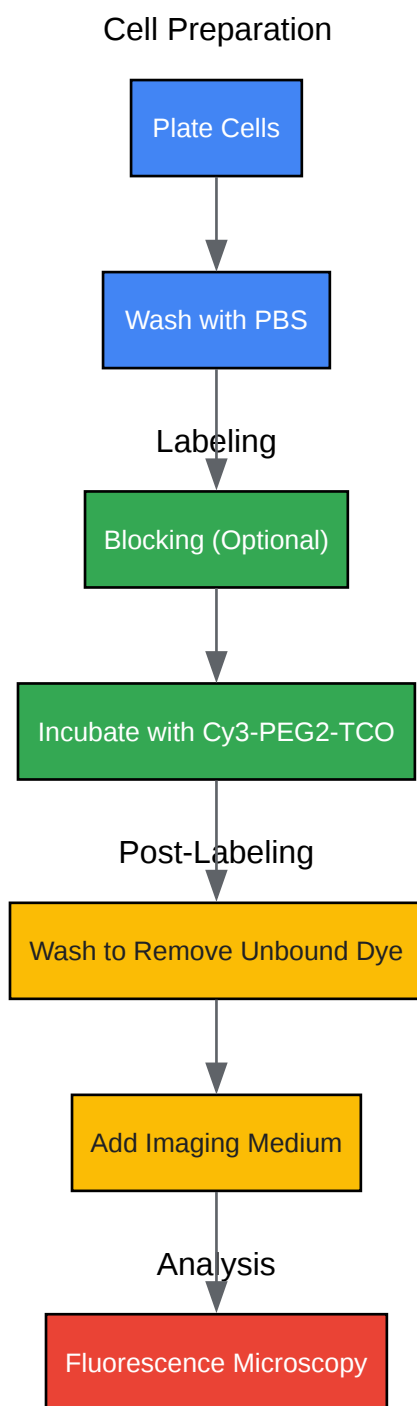 Cell Preparation
Plate Cells
Wash with PBS
Labeling
Blocking (Optional)
Incubate with Cy3-PEG2-TCO
Post-Labeling
Wash to Remove Unbound Dye
Add Imaging Medium
Analysis
Fluorescence Microscopy